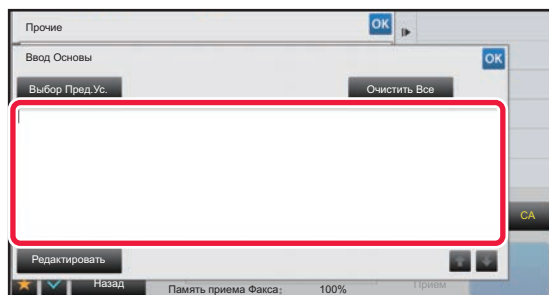 Прочие
OK
Ввод Основы
OK
Выбор Пред.Ус.
Очистить Все
CA
Редактировать
Назад
Память приема Факса:
100%
Прием